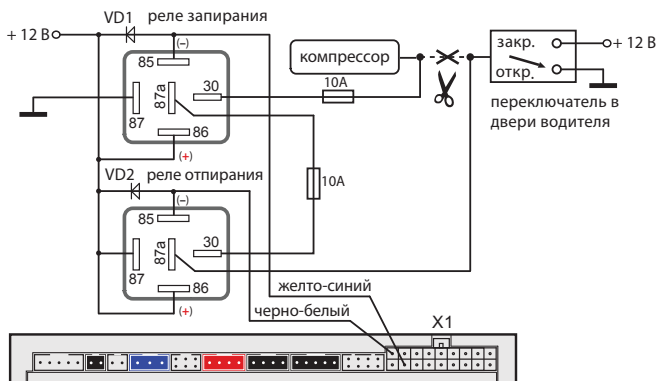 VD1 реле запирания
+ 12 В
(–)
85
30
87а
87
86
(+)
компрессор
10А
закр.
откр.
+ 12 В
переключатель в
двери водителя
VD2 реле отпирания
10А
(–)
85
30
87а
87
86
(+)
желто-синий
черно-белый
X1